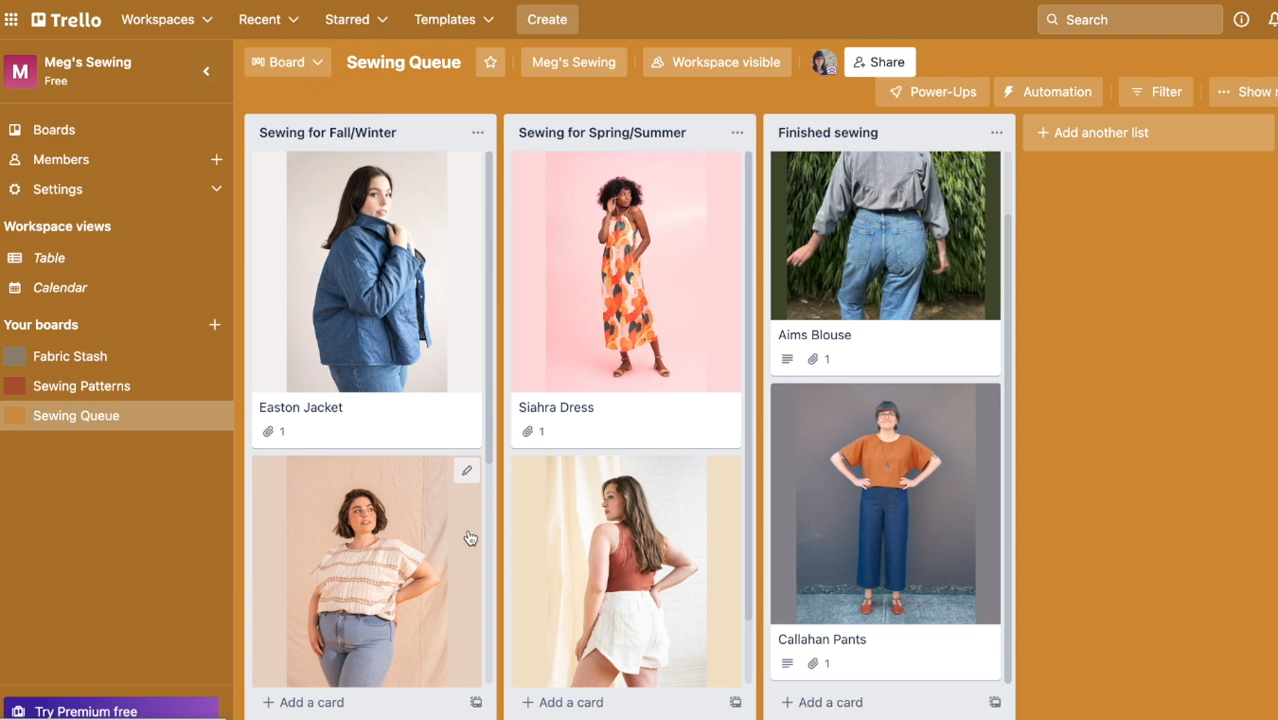 Trello
Workspaces
Recent
Starred
Templates
Create
Search
M
Meg's Sewing
Free
Board
Sewing Queue
Meg's Sewing
Workspace visible
Share
Power-Ups
Automation
Filter
Show
Boards
Members
Settings
Workspace views
Table
Calendar
Your boards
Fabric Stash
Sewing Patterns
Sewing Queue
Try Premium free
Sewing for Fall/Winter
Easton Jacket
1
Add a card
Sewing for Spring/Summer
Siahra Dress
1
Add a card
Finished sewing
Aims Blouse
1
Callahan Pants
1
Add a card
Add another list